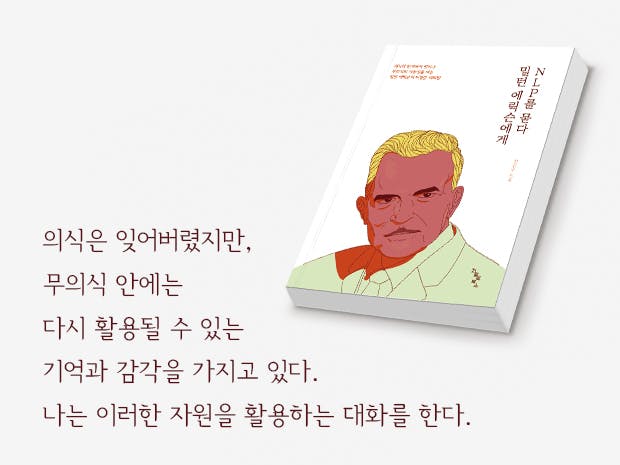 밀턴 에릭슨에게
NLP를 묻다
의식은 잊어버렸지만,
무의식 안에는
다시 활용될 수 있는
기억과 감각을 가지고 있다.
나는 이러한 자원을 활용하는 대화를 한다.